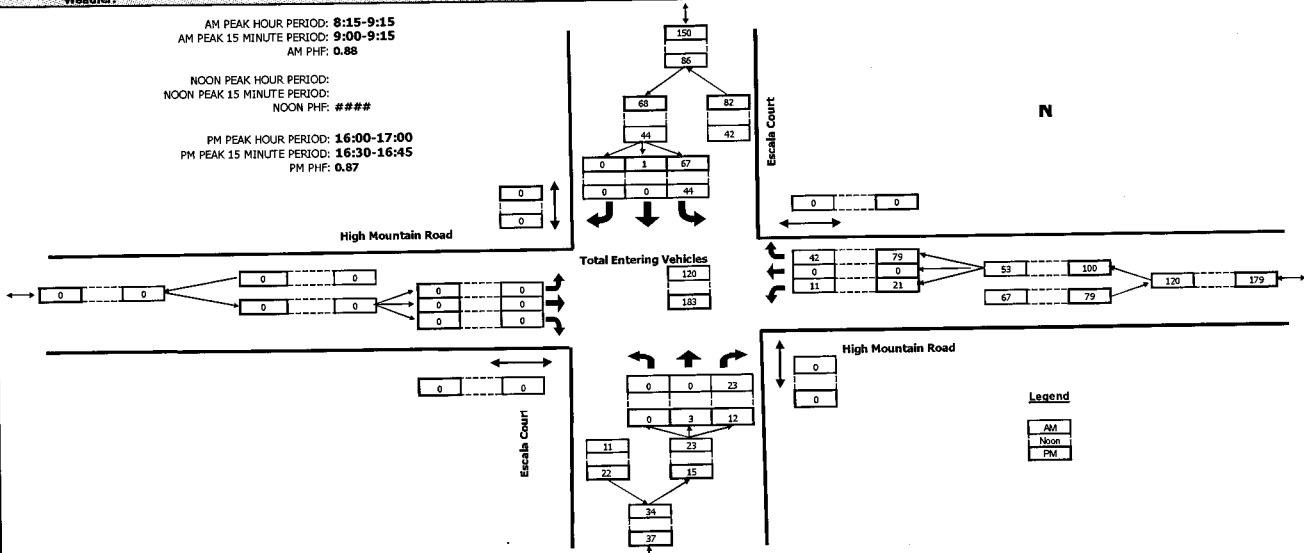 Weather:
AM PEAK HOUR PERIOD: 8:15-9:15
AM PEAK 15 MINUTE PERIOD: 9:00-9:15
AM PHF: 0.88
NOON PEAK HOUR PERIOD:
NOON PEAK 15 MINUTE PERIOD:
NOON PHF: ####
PM PEAK HOUR PERIOD: 16:00-17:00
PM PEAK 15 MINUTE PERIOD: 16:30-16:45
PM PHF: 0.87
150
86
68 82
44 42
0 1 67
0 0 44
Escala Court
N
0
0
0 0
High Mountain Road
Total Entering Vehicles
120
183
0 0
0 0
0 0
0 0
0 0
0 0
42 79
0 0
11 21
53 100
67 79
120 179
High Mountain Road
0 0
Escala Court
0 0 23
0 3 12
11 23
22 15
34
37
0
0
Legend
AM
Noon
PM